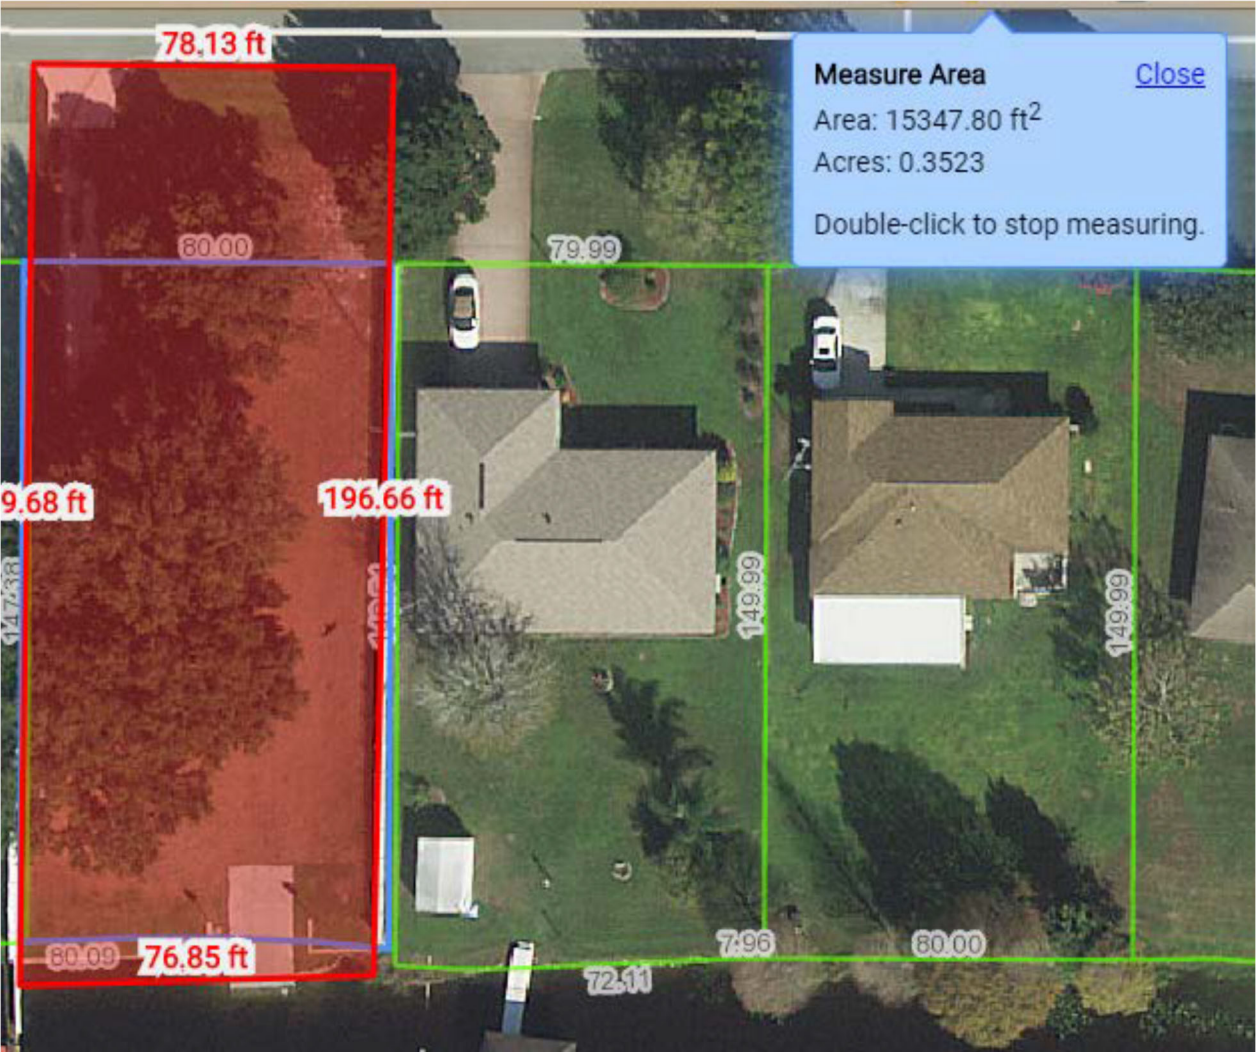 78.13 ft
Measure Area
Close
Area: 15347.80 ft²
Acres: 0.3523
Double-click to stop measuring.
80.00
79.99
9.68 ft
196.66 ft
147.38
149.99
149.99
80.09
76.85 ft
7.96
80.00
72.11